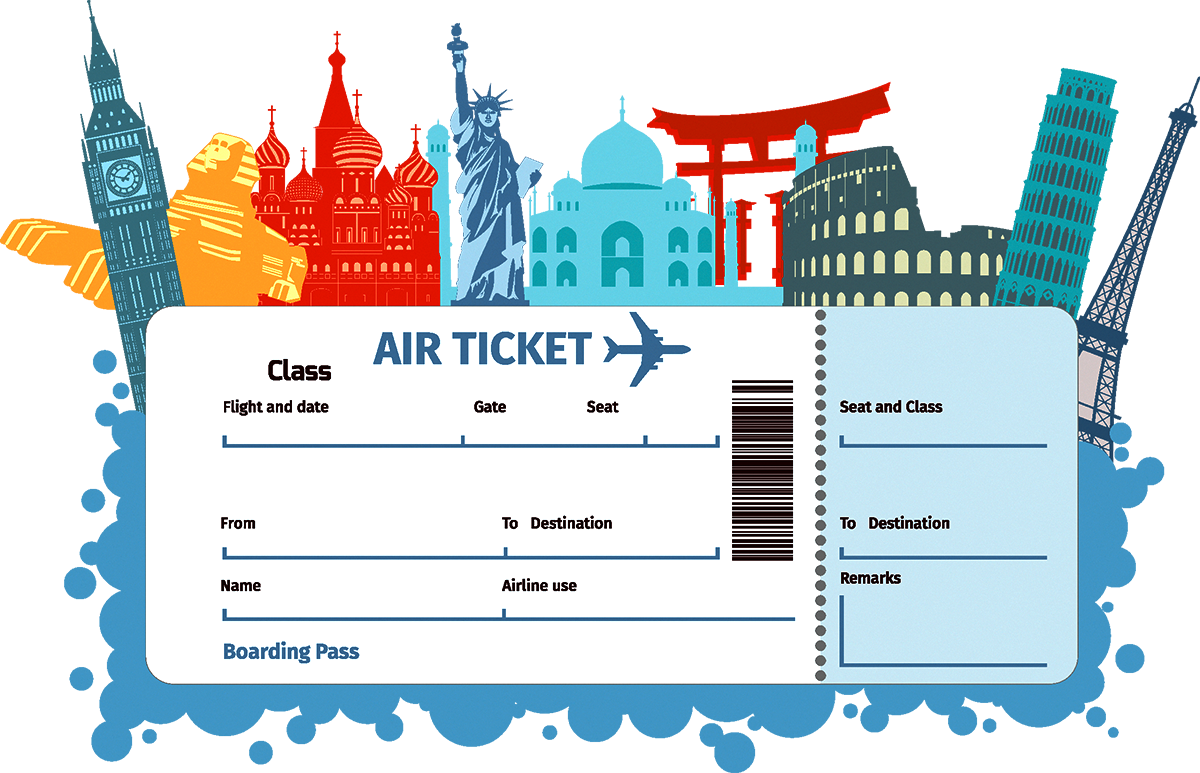 AIR TICKET
Class
Flight and date Gate Seat
From To Destination
Name Airline use
Boarding Pass
Seat and Class
To Destination
Remarks